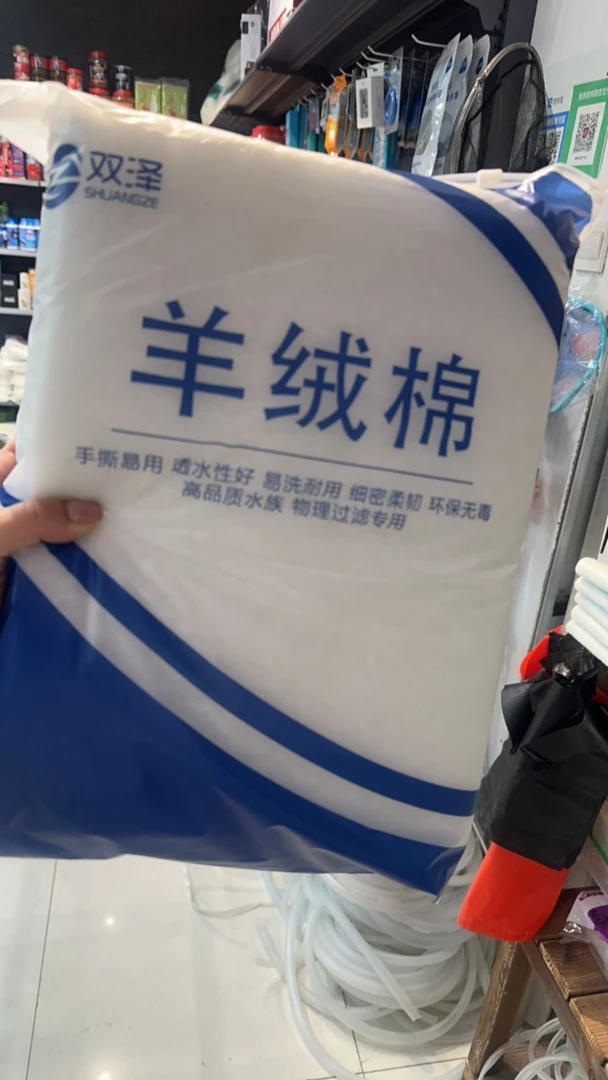 双泽
SHUANGZE
羊绒棉
手撕易用 透水性好 易洗耐用 细密柔韧 环保无毒
高品质水族 物理过滤专用